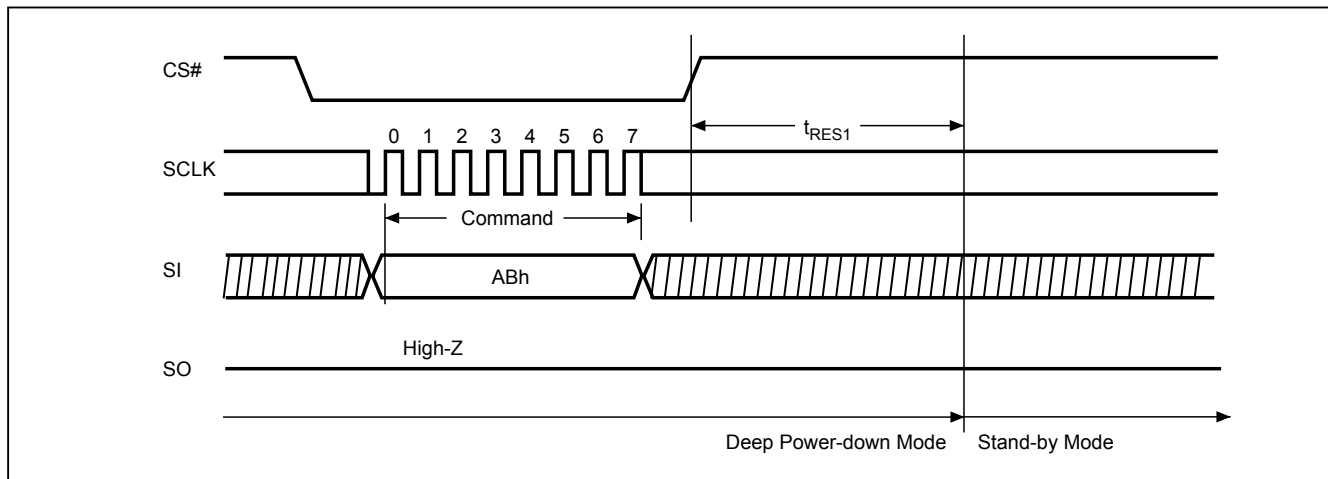 CS#
tRES1
0 1 2 3 4 5 6 7
SCLK
Command
SI
ABh
High-Z
SO
Deep Power-down Mode
Stand-by Mode